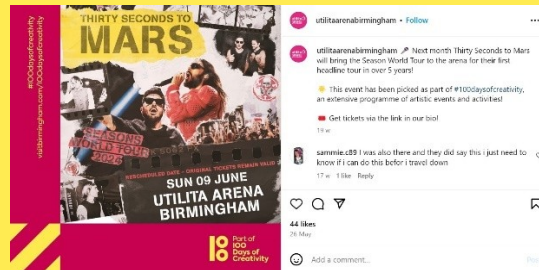 #100daysofcreativity
visitbirmingham.com/100daysofcreativity
THIRTY SECONDS TO
MARS
SEASONS
WORLD TOUR
RESCHEDULED DATE - ORIGINAL TICKETS REMAIN VALID
SUN 09 JUNE
UTILITA ARENA
BIRMINGHAM
Part of
100
Days of
Creativity
utilitaarenabirmingham • Follow
utilitaarenabirmingham 🎤 Next month Thirty Seconds to Mars
will bring the Season World Tour to the arena for their first
headline tour in over 5 years!
☀️ This event has been picked as part of #100daysofcreativity,
an extensive programme of artistic events and activities!
🎟️ Get tickets via the link in our bio!
19 w
sammie.c89 I was also there and they did say this i just need to
know if i can do this befor i travel down
17 w 1 like Reply
44 likes
26 May
Add a comment...